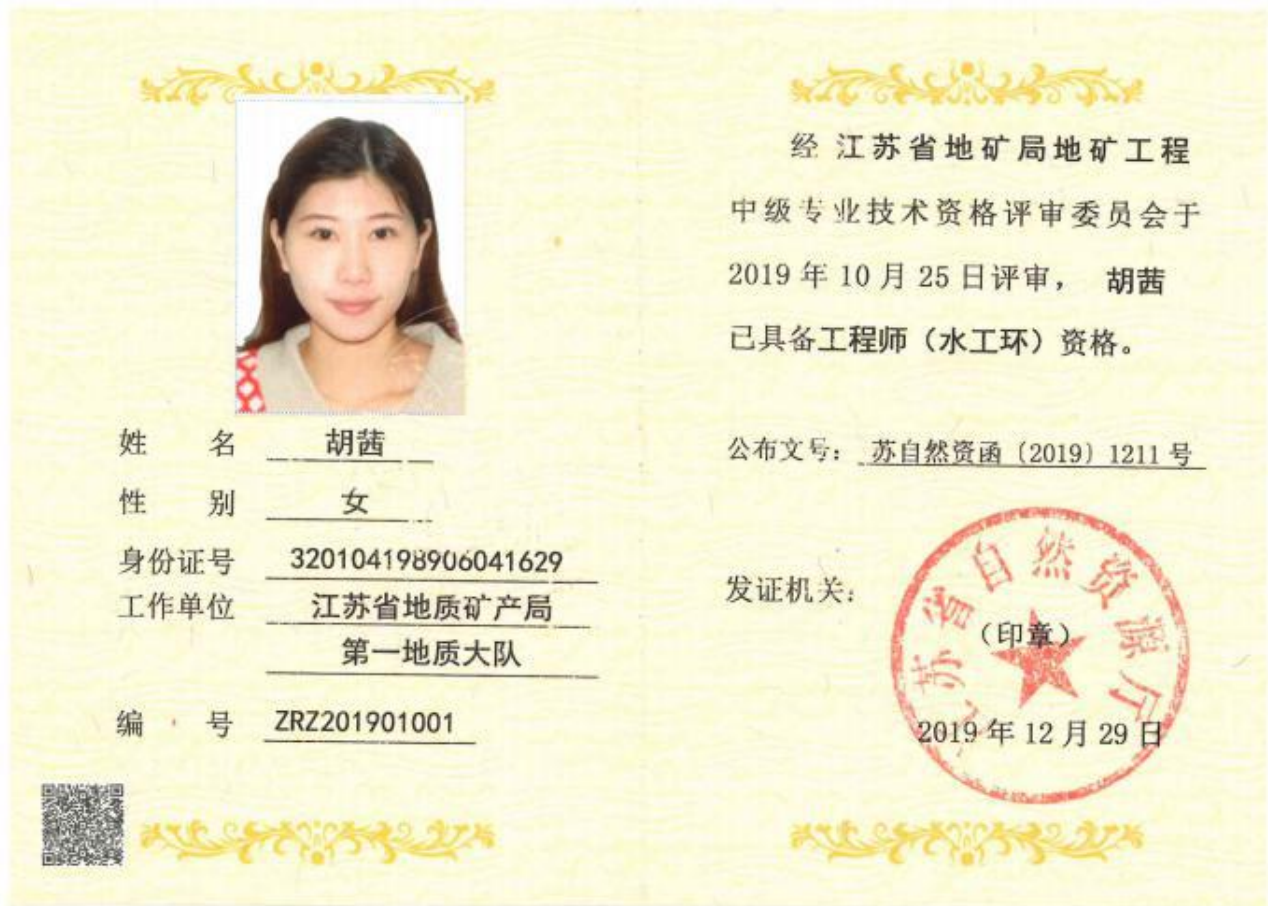 姓名 胡茜
性别 女
身份证号 320104198906041629
工作单位 江苏省地质矿产局
第一地质大队
编号 ZRZ201901001
经 江苏省地矿局地矿工程
中级专业技术资格评审委员会于
2019 年 10 月 25 日评审， 胡茜
已具备工程师（水工环）资格。
公布文号： 苏自然资函〔2019〕1211 号
发证机关：
（印章）
江苏省自然资源厅
2019 年 12 月 29 日